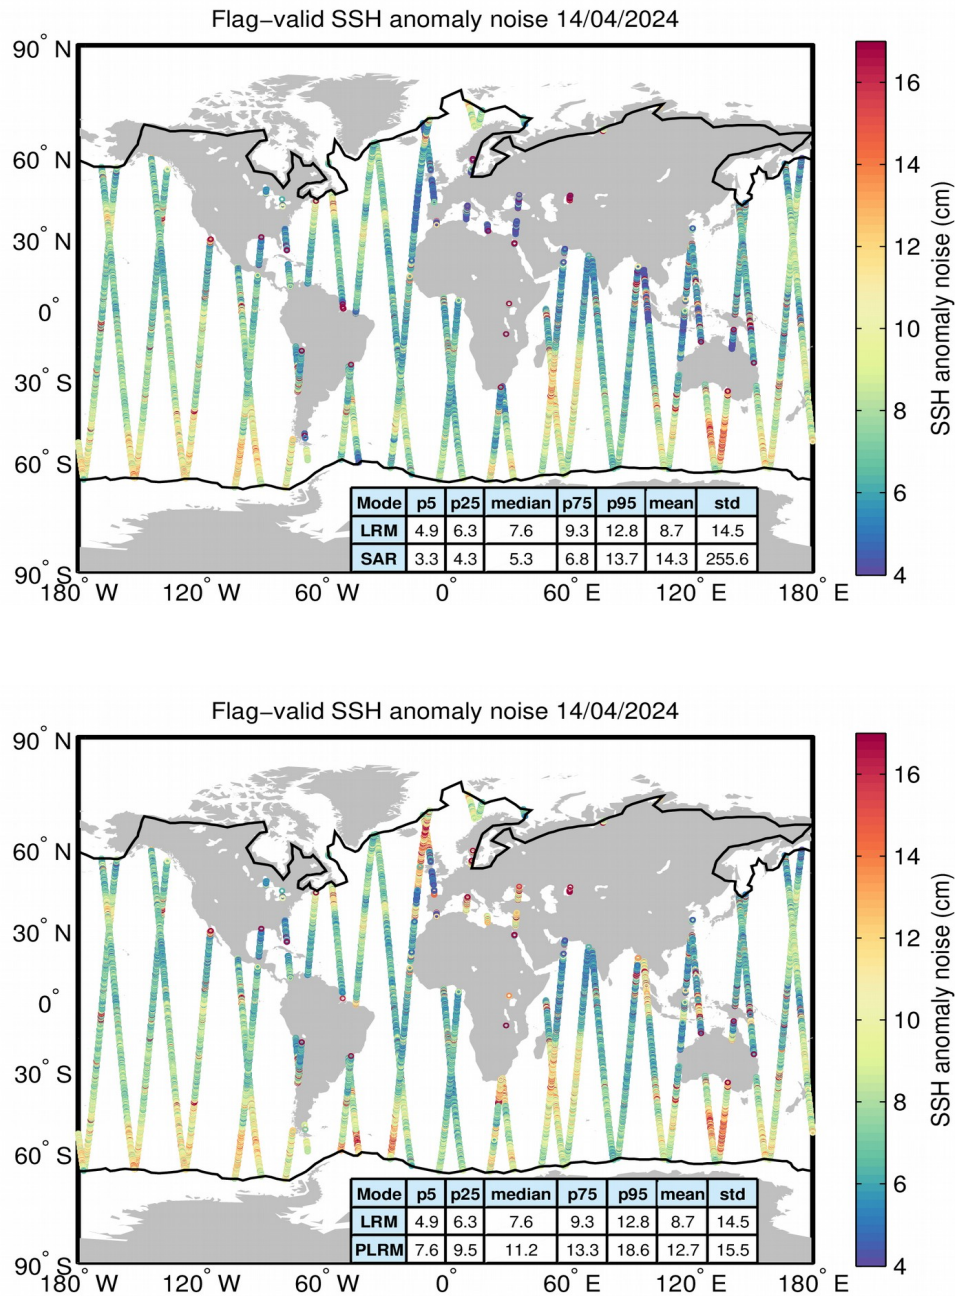 Flag–valid SSH anomaly noise 14/04/2024
90° N
60° N
30° N
0°
30° S
60° S
90° S
180° W
120° W
60° W
0°
60° E
120° E
180° E
16
14
12
10
8
6
4
SSH anomaly noise (cm)
Mode p5 p25 median p75 p95 mean std
LRM 4.9 6.3 7.6 9.3 12.8 8.7 14.5
SAR 3.3 4.3 5.3 6.8 13.7 14.3 255.6
Flag–valid SSH anomaly noise 14/04/2024
90° N
60° N
30° N
0°
30° S
60° S
90° S
180° W
120° W
60° W
0°
60° E
120° E
180° E
16
14
12
10
8
6
4
SSH anomaly noise (cm)
Mode p5 p25 median p75 p95 mean std
LRM 4.9 6.3 7.6 9.3 12.8 8.7 14.5
PLRM 7.6 9.5 11.2 13.3 18.6 12.7 15.5